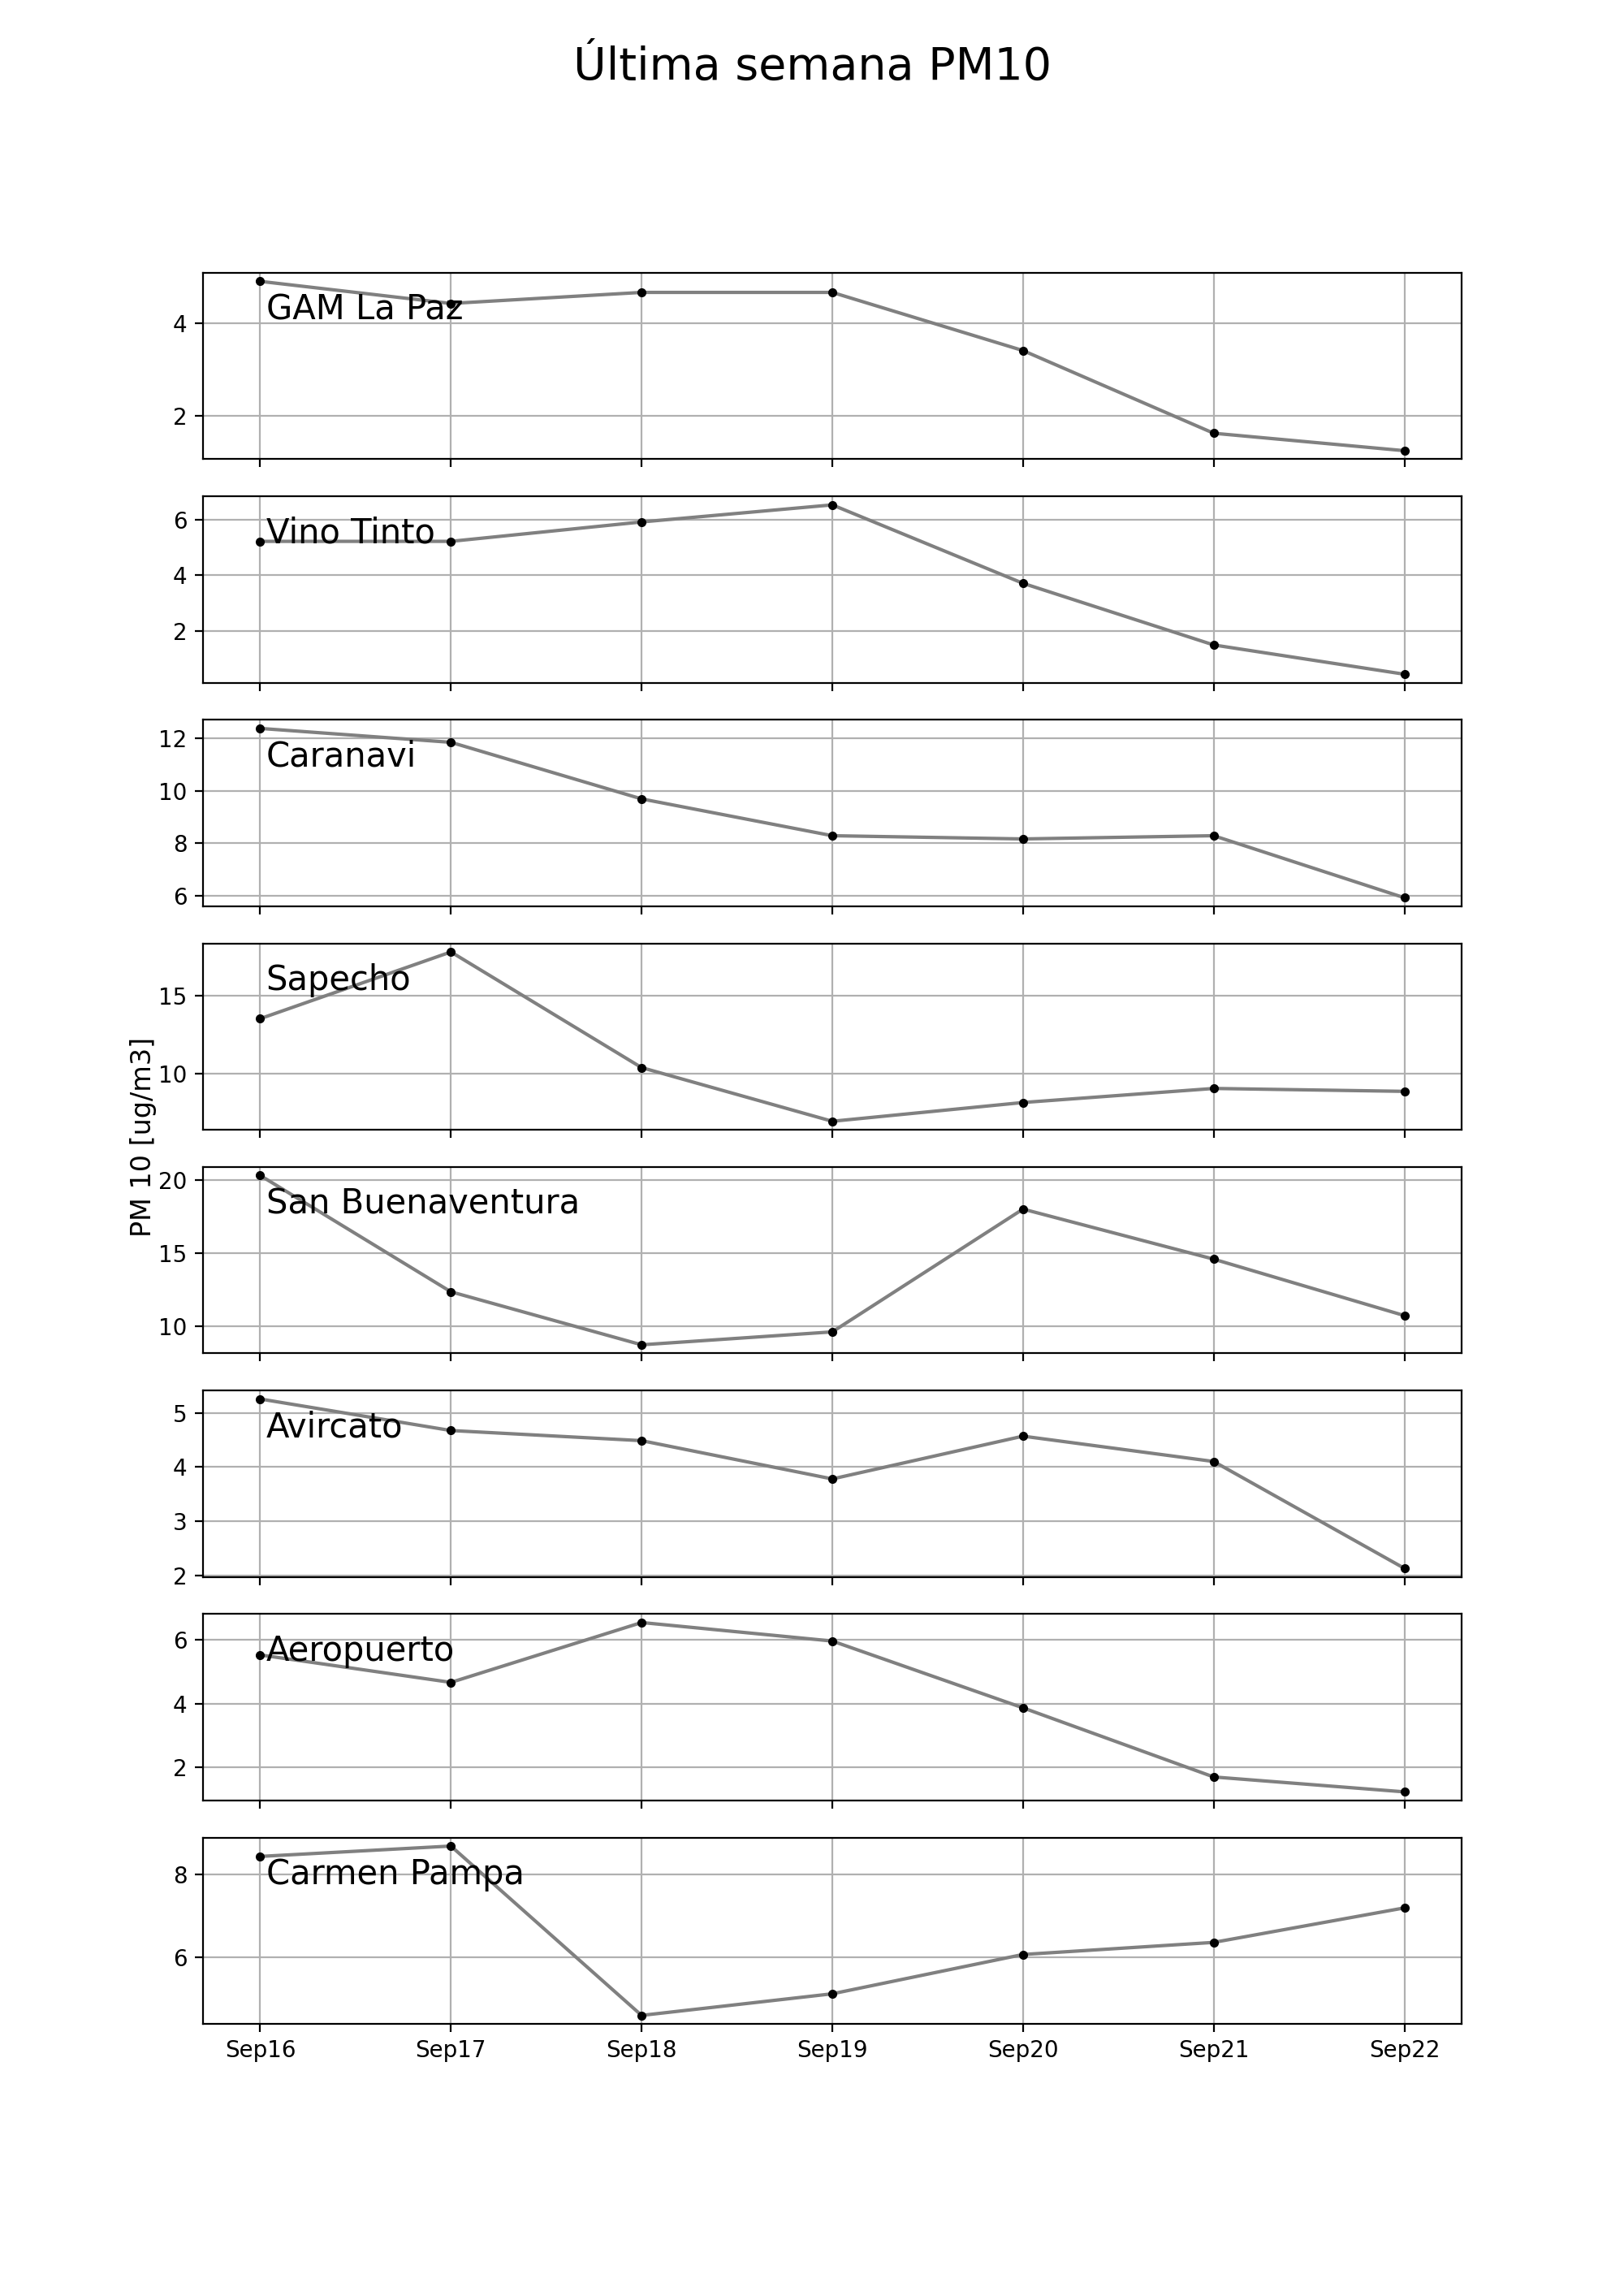 Última semana PM10
GAM La Paz
4
2
Vino Tinto
6
4
2
Caranavi
12
10
8
6
Sapecho
15
10
PM 10 [ug/m3]
San Buenaventura
20
15
10
Avircato
5
4
3
2
Aeropuerto
6
4
2
Carmen Pampa
8
6
Sep16 Sep17 Sep18 Sep19 Sep20 Sep21 Sep22